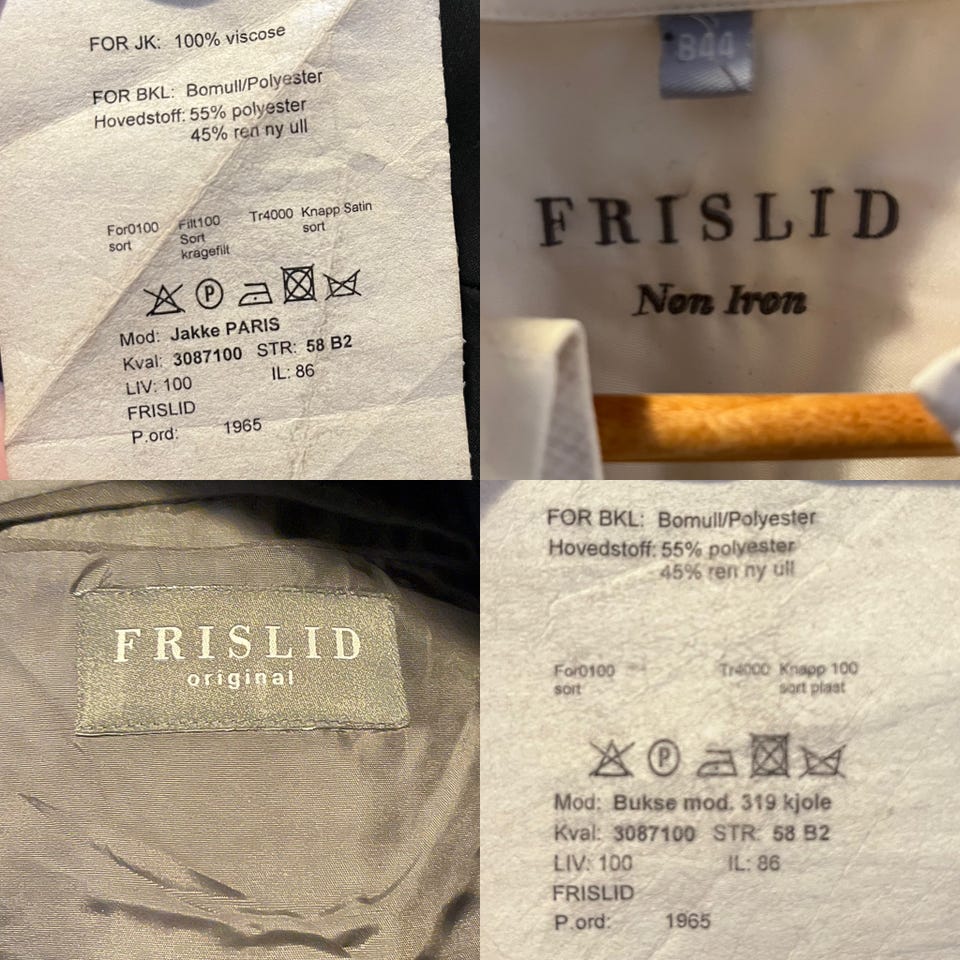 FOR JK: 100% viscose
FOR BKL: Bomull/Polyester
Hovedstoff: 55% polyester
45% ren ny ull
For0100 Filt100 Tr4000 Knapp Satin
sort Sort sort
kragefilt
P
Mod: Jakke PARIS
Kval: 3087100 STR: 58 B2
LIV: 100 IL: 86
FRISLID
P.ord: 1965
844
FRISLID
Non Iron
FRISLID
original
FOR BKL: Bomull/Polyester
Hovedstoff: 55% polyester
45% ren ny ull
For0100 Tr4000 Knapp 100
sort sort plast
P
Mod: Bukse mod. 319 kjole
Kval: 3087100 STR: 58 B2
LIV: 100 IL: 86
FRISLID
P.ord: 1965